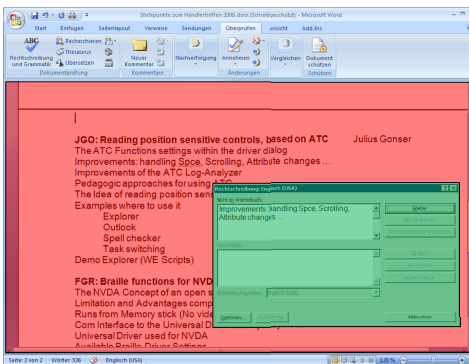 Stichpunkte zum Händlertreffen 2008.docx (Schreibgeschützt) - Microsoft Word
Start Einfügen Seitenlayout Verweise Sendungen Überprüfen Ansicht Add-Ins
ABC Recherchieren
Thesaurus
Rechtschreibung und Grammatik Übersetzen
Neuer Kommentar
Nachverfolgung
Annehmen
Vergleichen
Dokument schützen
Dokumentprüfung Kommentare Änderungen Schützen
JGO: Reading position sensitive controls, based on ATC Julius Gonser
The ATC Functions settings within the driver dialog
Improvements: handling Spce, Scrolling, Attribute changes ...
Improvements of the ATC Log-Analyzer
Pedagogic approaches for using ATC
The Idea of reading position sens
Examples where to use it
Explorer
Outlook
Spell checker
Task switching
Demo Explorer (WE Scripts)
FGR: Braille functions for NVD
The NVDA Concept of an open s
Limitation and Advantages comp
Runs from Memory stick (No vide
Com Interface to the Universal D
Universal Driver used for NVDA
Available Braille Driver Settings
Rechtschreibung: Englisch (USA)
Nicht im Wörterbuch:
Improvements: handling Spce, Scrolling,
Attribute changes ...
Weiter
Englisch (USA)
Optionen...
Abbrechen
Seite: 2 von 2 Wörter: 326 Englisch (USA) 120 %